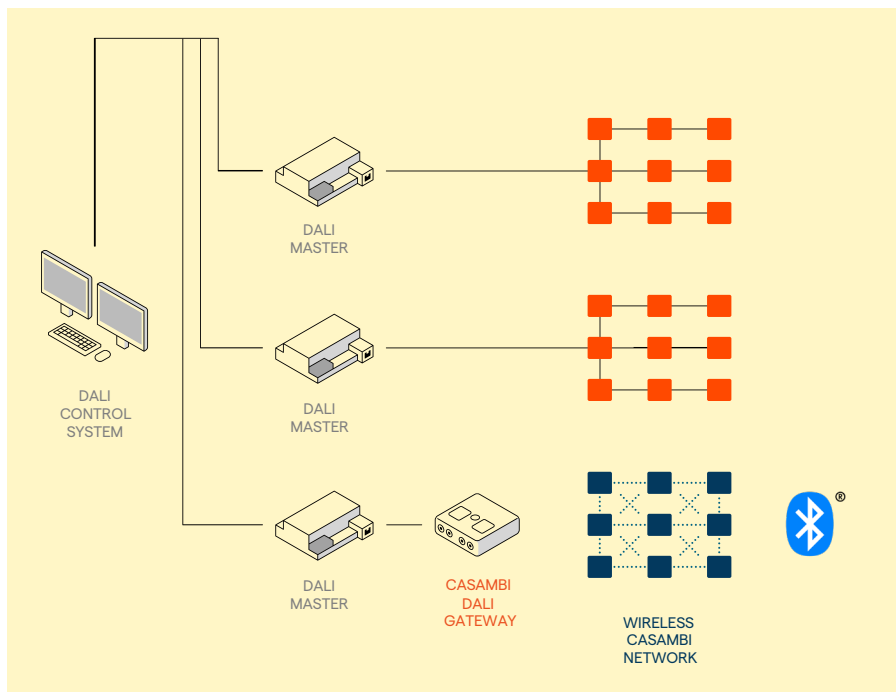 DALI
MASTER
DALI
CONTROL
SYSTEM
DALI
MASTER
®
DALI
MASTER
CASAMBI
DALI
GATEWAY
WIRELESS
CASAMBI
NETWORK